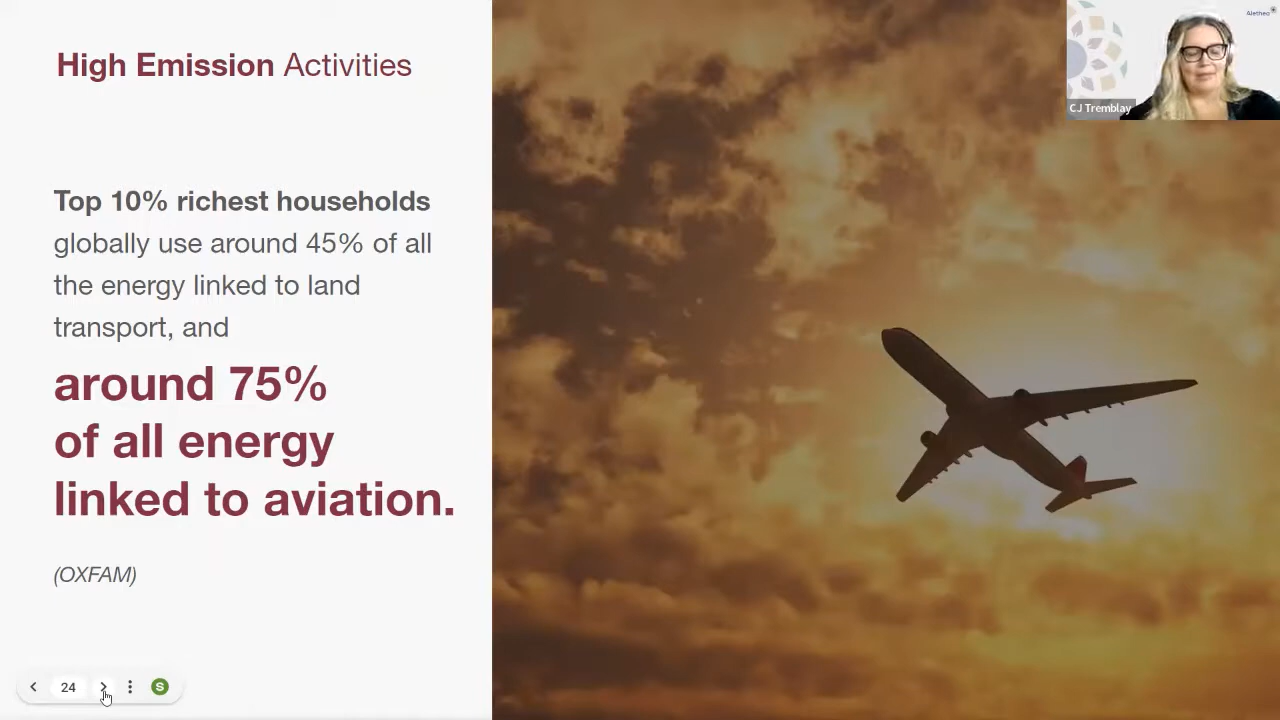 High Emission Activities
Top 10% richest households
globally use around 45% of all
the energy linked to land
transport, and
around 75%
of all energy
linked to aviation.
(OXFAM)
Aletheo
CJ Tremblay
24
S